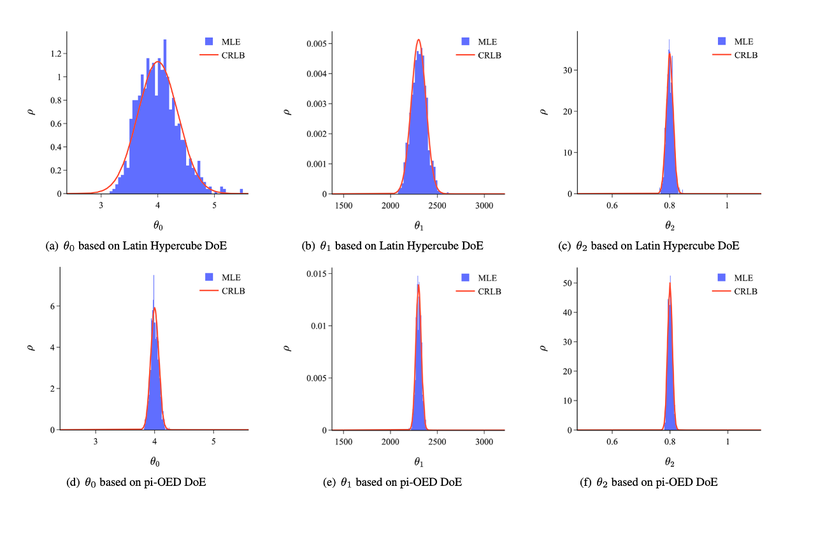 1.2
1
0.8
0.6
0.4
0.2
0
ρ
3 4 5
θ0
MLE
CRLB
(a) θ0 based on Latin Hypercube DoE
0.005
0.004
0.003
0.002
0.001
0
ρ
1500 2000 2500 3000
θ1
MLE
CRLB
(b) θ1 based on Latin Hypercube DoE
30
20
10
0
ρ
0.6 0.8 1
θ2
MLE
CRLB
(c) θ2 based on Latin Hypercube DoE
6
4
2
0
ρ
3 4 5
θ0
MLE
CRLB
(d) θ0 based on pi-OED DoE
0.015
0.01
0.005
0
ρ
1500 2000 2500 3000
θ1
MLE
CRLB
(e) θ1 based on pi-OED DoE
50
40
30
20
10
0
ρ
0.6 0.8 1
θ2
MLE
CRLB
(f) θ2 based on pi-OED DoE